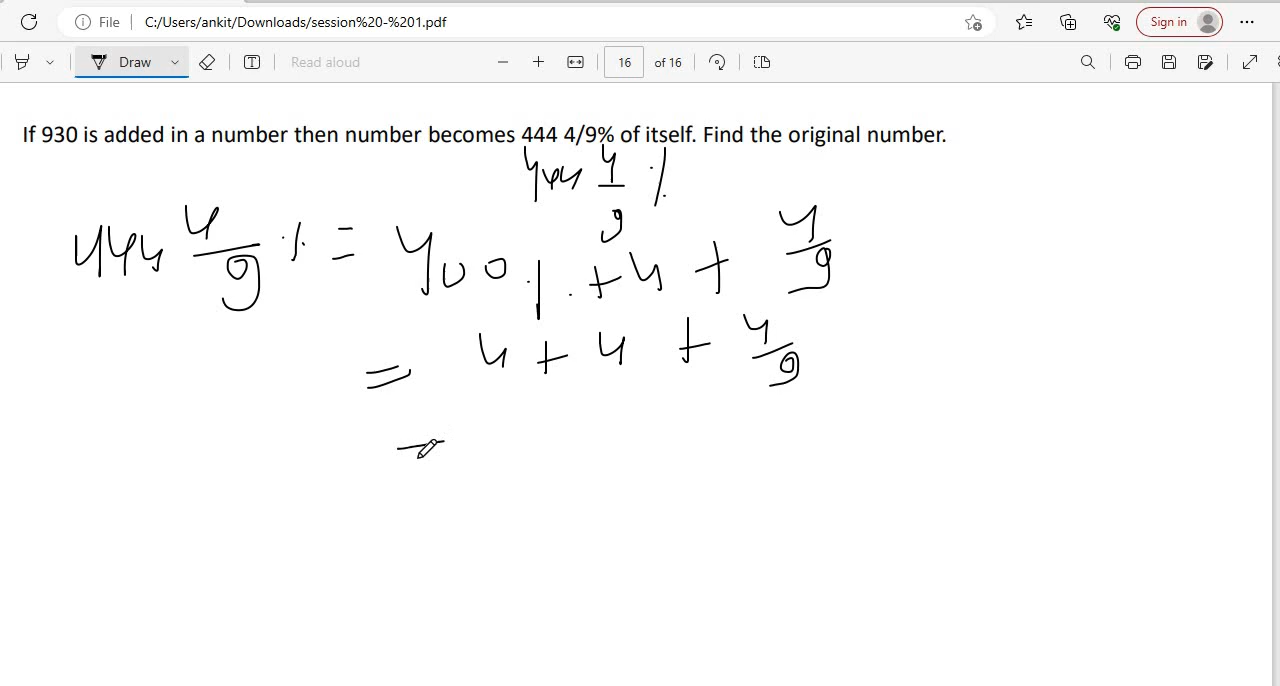 File C:/Users/ankit/Downloads/session%20-%201.pdf Sign in
Draw Read aloud 16 of 16
If 930 is added in a number then number becomes 444 4/9% of itself. Find the original number.
444 4/9 %
444 4/9 % = 400 % + 4 + 4/9
= 4 + 4 + 4/9